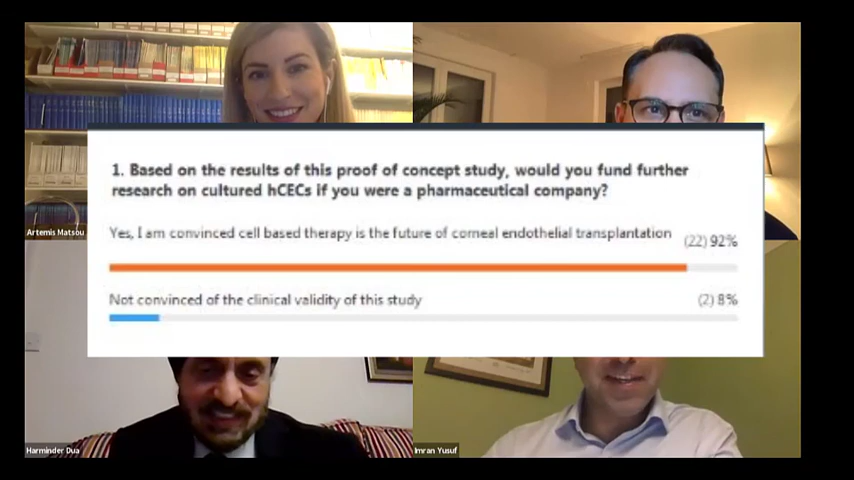 1. Based on the results of this proof of concept study, would you fund further
research on cultured hCECs if you were a pharmaceutical company?
Yes, I am convinced cell based therapy is the future of corneal endothelial transplantation
(22) 92%
Not convinced of the clinical validity of this study
(2) 8%
Artemis Matsou
Harminder Dua
Imran Yusuf